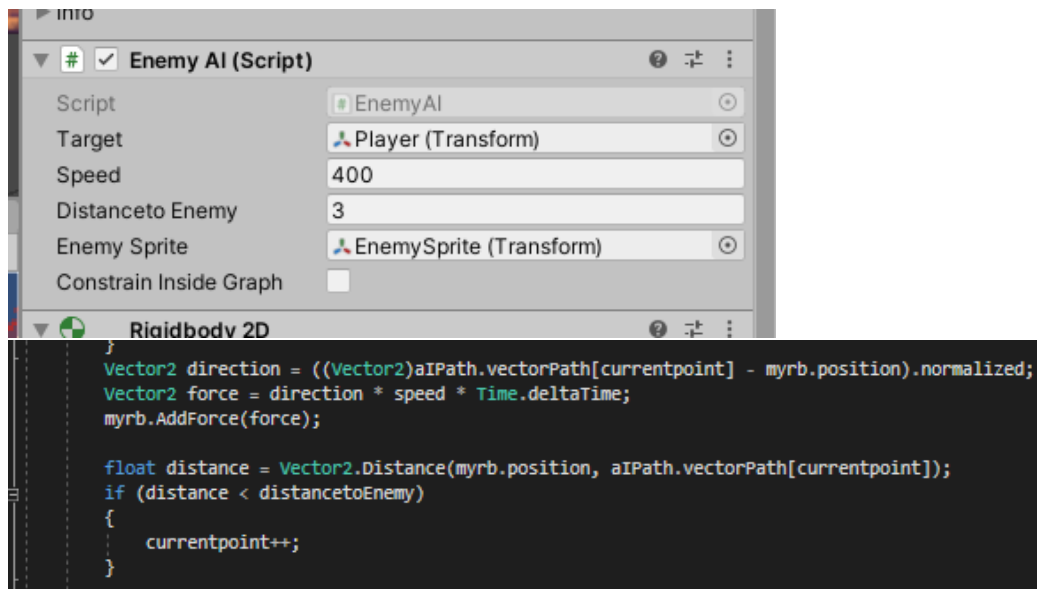 Info
Enemy AI (Script)
Script EnemyAI
Target Player (Transform)
Speed 400
Distanceto Enemy 3
Enemy Sprite EnemySprite (Transform)
Constrain Inside Graph
Rigidbody 2D
}
Vector2 direction = ((Vector2)aIPath.vectorPath[currentpoint] - myrb.position).normalized;
Vector2 force = direction * speed * Time.deltaTime;
myrb.AddForce(force);
float distance = Vector2.Distance(myrb.position, aIPath.vectorPath[currentpoint]);
if (distance < distancetoEnemy)
{
currentpoint++;
}